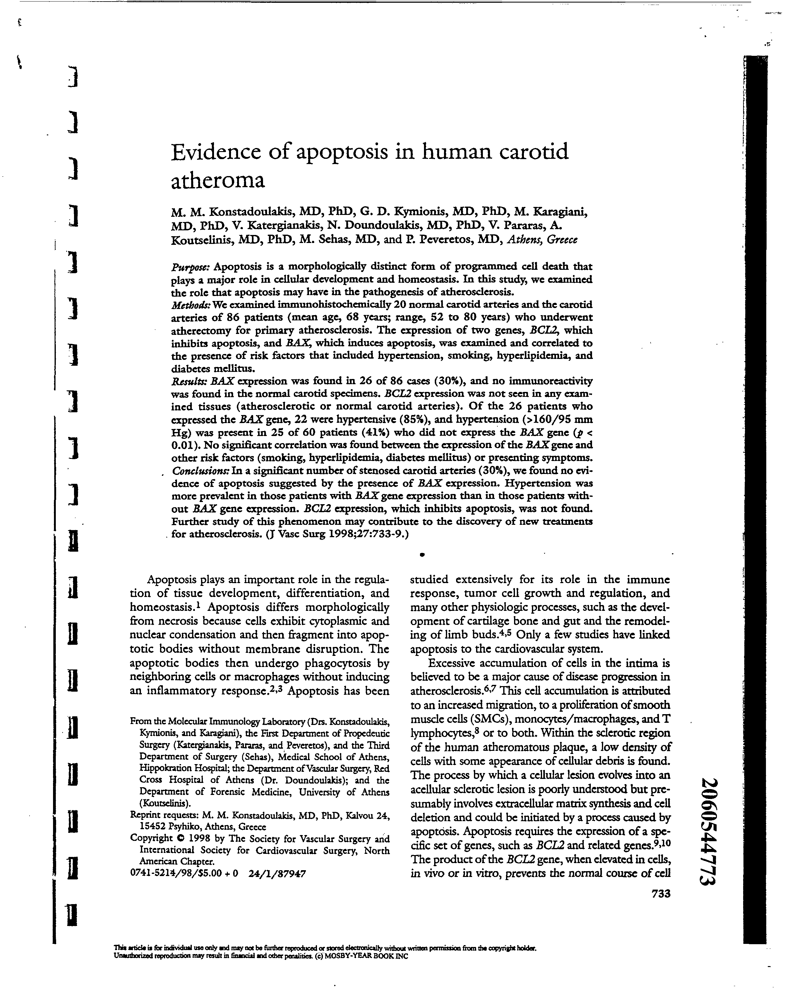 Evidence of apoptosis in human carotid
atheroma
M. M. Konstadoulakis, MD, PhD, G. D. Kymionis, MD, PhD, M. Karagiani,
MD, PhD, V. Katergianakis, N. Doundoulakis, MD, PhD, V. Pararas, A.
Koutselinis, MD, PhD, M. Sehas, MD, and P. Peveretos, MD, Athens, Greece
Purpose: Apoptosis is a morphologically distinct form of programmed cell death that
plays a major role in cellular development and homeostasis. In this study, we examined
the role that apoptosis may have in the pathogenesis of atherosclerosis.
Methods: We examined immunohistochemically 20 normal carotid arteries and the carotid
arteries of 86 patients (mean age, 68 years; range, 52 to 80 years) who underwent
atherectomy for primary atherosclerosis. The expression of two genes, BCL2, which
inhibits apoptosis, and BAX, which induces apoptosis, was examined and correlated to
the presence of risk factors that included hypertension, smoking, hyperlipidemia, and
diabetes mellitus.
Results: BAX expression was found in 26 of 86 cases (30%), and no immunoreactivity
was found in the normal carotid specimens. BCL2 expression was not seen in any exam-
ined tissues (atherosclerotic or normal carotid arteries). Of the 26 patients who
expressed the BAX gene, 22 were hypertensive (85%), and hypertension (>160/95 mm
Hg) was present in 25 of 60 patients (41%) who did not express the BAX gene (p <
0.01). No significant correlation was found between the expression of the BAX gene and
other risk factors (smoking, hyperlipidemia, diabetes mellitus) or presenting symptoms.
Conclusions: In a significant number of stenosed carotid arteries (30%), we found no evi-
dence of apoptosis suggested by the presence of BAX expression. Hypertension was
more prevalent in those patients with BAX gene expression than in those patients with-
out BAX gene expression. BCL2 expression, which inhibits apoptosis, was not found.
Further study of this phenomenon may contribute to the discovery of new treatments
for atherosclerosis. (J Vasc Surg 1998;27:733-9.)
Apoptosis plays an important role in the regula-
tion of tissue development, differentiation, and
homeostasis.1 Apoptosis differs morphologically
from necrosis because cells exhibit cytoplasmic and
nuclear condensation and then fragment into apop-
totic bodies without membrane disruption. The
apoptotic bodies then undergo phagocytosis by
neighboring cells or macrophages without inducing
an inflammatory response.2,3 Apoptosis has been
From the Molecular Immunology Laboratory (Drs. Konstadoulakis,
Kymionis, and Karagiani), the First Department of Propedeutic
Surgery (Katergianakis, Pararas, and Peveretos), and the Third
Department of Surgery (Sehas), Medical School of Athens,
Hippokration Hospital; the Department of Vascular Surgery, Red
Cross Hospital of Athens (Dr. Doundoulakis); and the
Department of Forensic Medicine, University of Athens
(Koutselinis).
Reprint requests: M. M. Konstadoulakis, MD, PhD, Kalvou 24,
15452 Psyhiko, Athens, Greece
Copyright © 1998 by The Society for Vascular Surgery and
International Society for Cardiovascular Surgery, North
American Chapter.
0741-5214/98/$5.00 + 0 24/1/87947
studied extensively for its role in the immune
response, tumor cell growth and regulation, and
many other physiologic processes, such as the devel-
opment of cartilage bone and gut and the remodel-
ing of limb buds.4,5 Only a few studies have linked
apoptosis to the cardiovascular system.
Excessive accumulation of cells in the intima is
believed to be a major cause of disease progression in
atherosclerosis.6,7 This cell accumulation is attributed
to an increased migration, to a proliferation of smooth
muscle cells (SMCs), monocytes/macrophages, and T
lymphocytes,8 or to both. Within the sclerotic region
of the human atheromatous plaque, a low density of
cells with some appearance of cellular debris is found.
The process by which a cellular lesion evolves into an
acellular sclerotic lesion is poorly understood but pre-
sumably involves extracellular matrix synthesis and cell
deletion and could be initiated by a process caused by
apoptosis. Apoptosis requires the expression of a spe-
cific set of genes, such as BCL2 and related genes.9,10
The product of the BCL2 gene, when elevated in cells,
in vivo or in vitro, prevents the normal course of cell
733
2060544773
This article is for individual use only and may not be further reproduced or stored electronically without written permission from the copyright holder.
Unauthorized reproduction may result in financial and other penalties. (c) MOSBY-YEAR BOOK INC